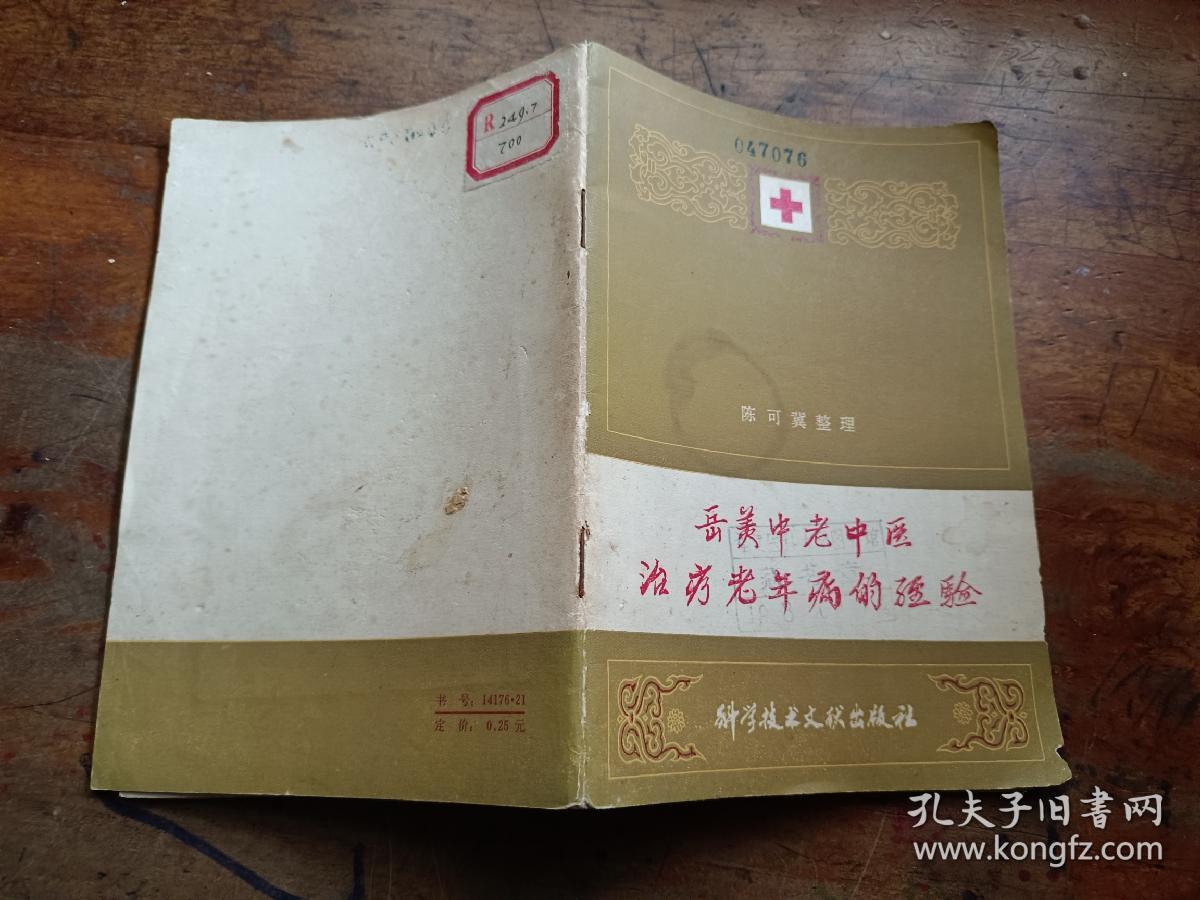 R 249.7
700
书 号：14176·21
定 价：0.25元
047076
陈可冀整理
岳美中老中医
治疗老年病的经验
科学技术文献出版社
孔夫子旧书网
www.kongfz.com